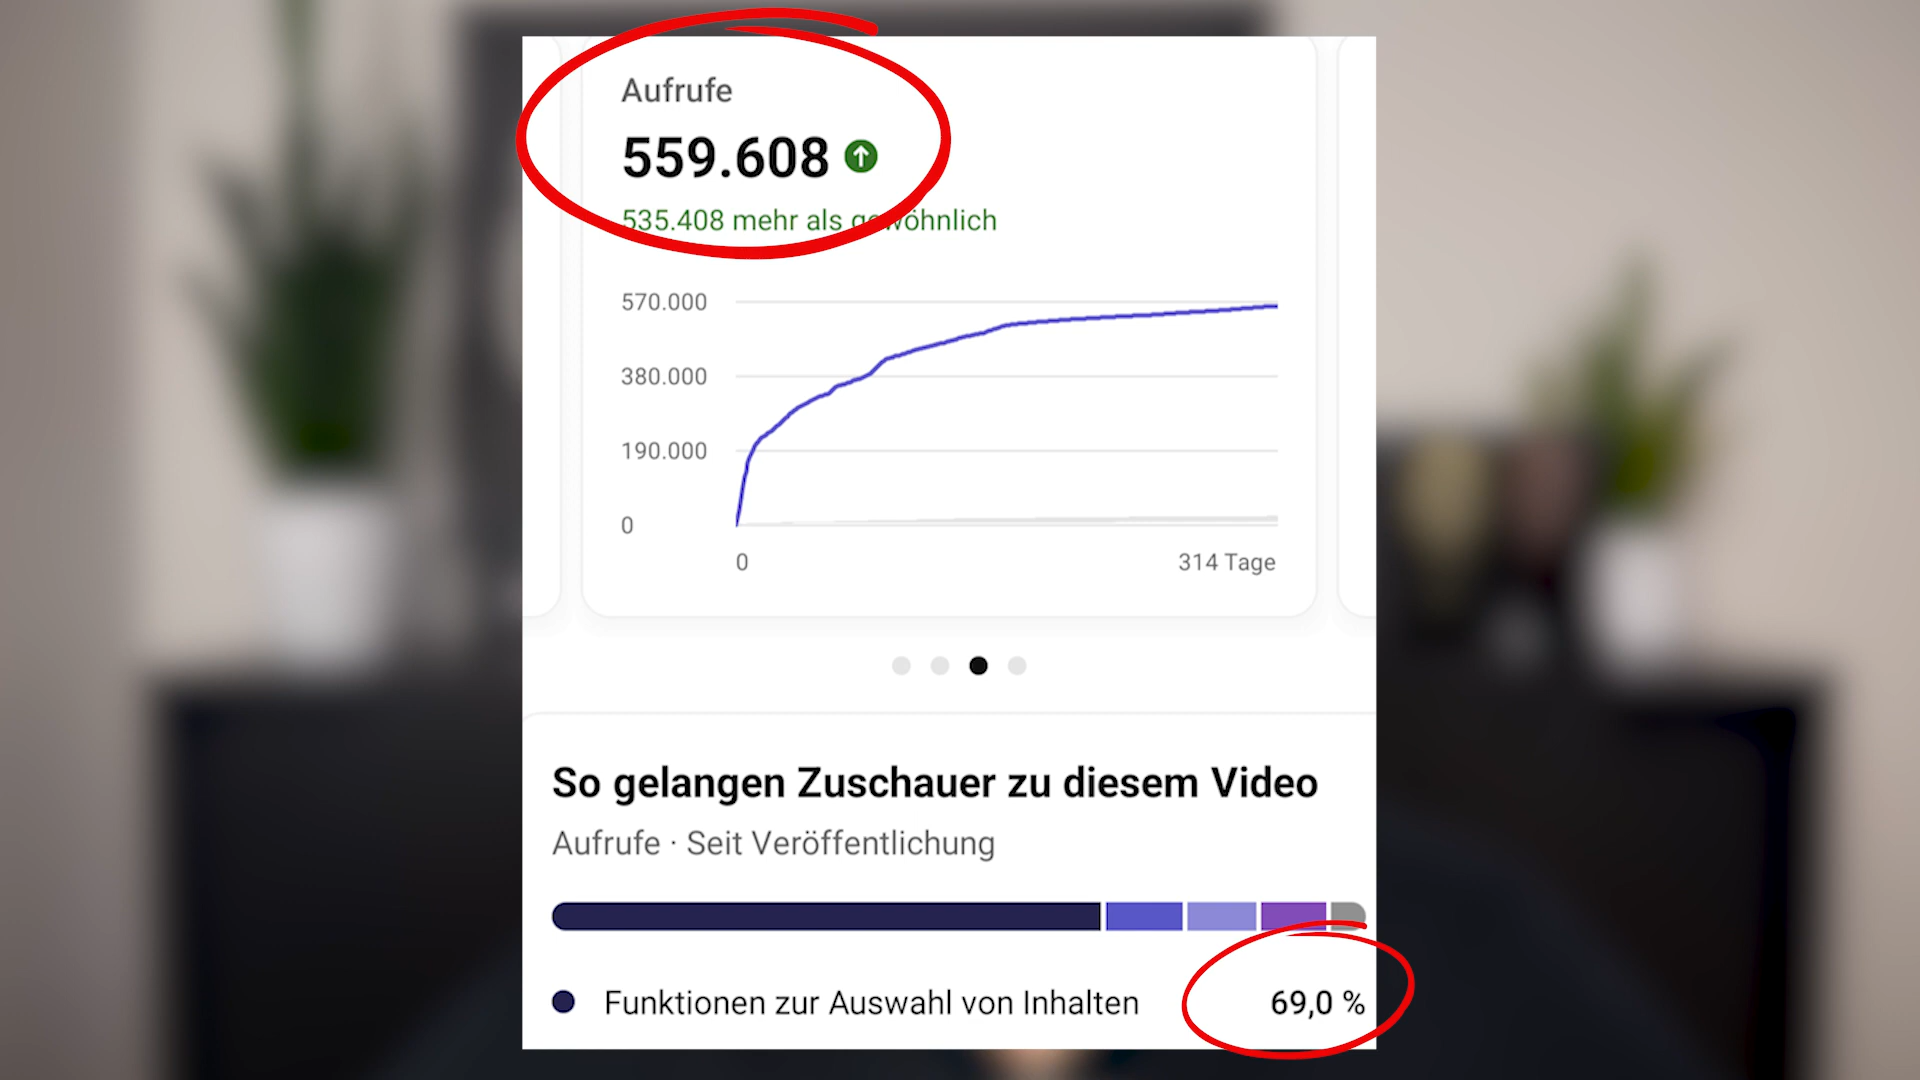 Aufrufe
559.608
535.408 mehr als gewöhnlich
570.000
380.000
190.000
0
0
314 Tage
So gelangen Zuschauer zu diesem Video
Aufrufe · Seit Veröffentlichung
Funktionen zur Auswahl von Inhalten
69,0 %